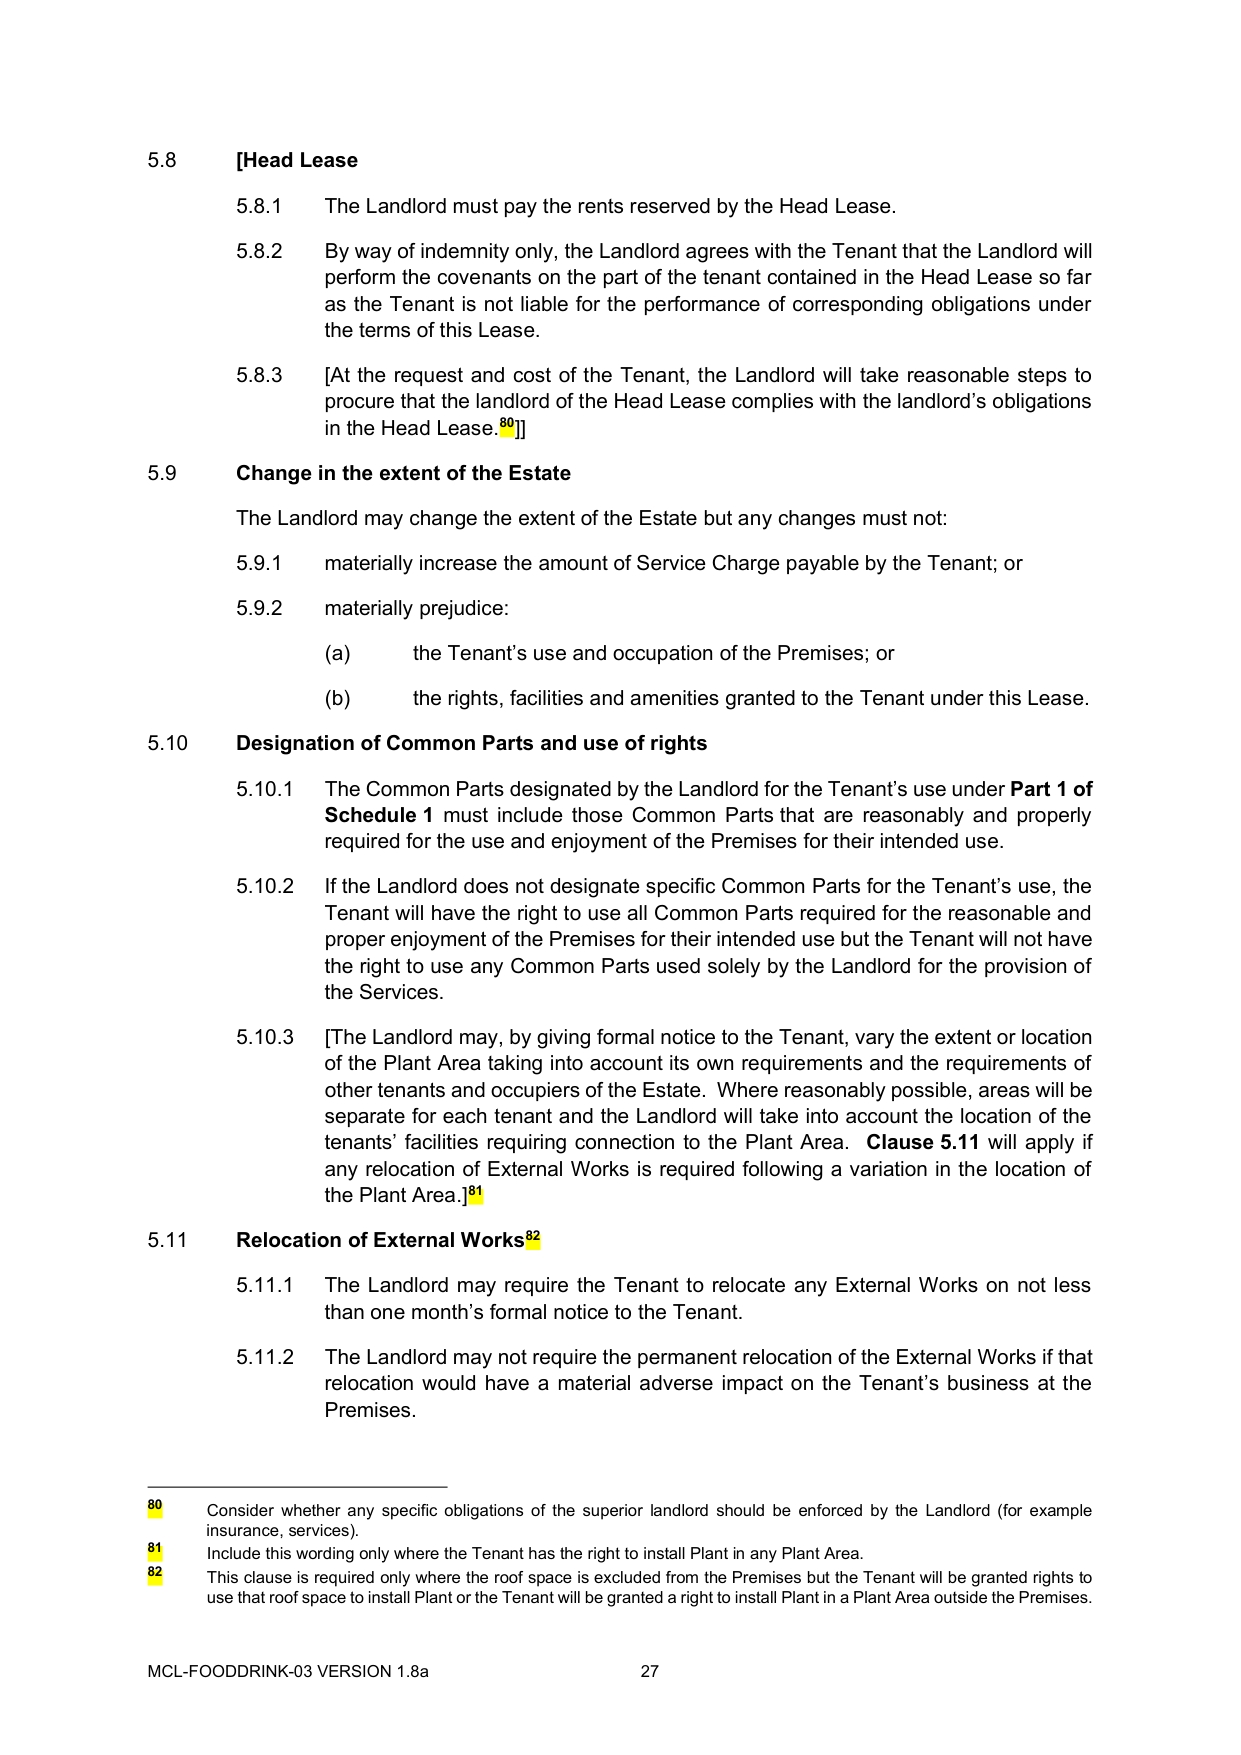 5.8 [Head Lease
5.8.1 The Landlord must pay the rents reserved by the Head Lease.
5.8.2 By way of indemnity only, the Landlord agrees with the Tenant that the Landlord will
perform the covenants on the part of the tenant contained in the Head Lease so far
as the Tenant is not liable for the performance of corresponding obligations under
the terms of this Lease.
5.8.3 [At the request and cost of the Tenant, the Landlord will take reasonable steps to
procure that the landlord of the Head Lease complies with the landlord’s obligations
in the Head Lease.80]]
5.9 Change in the extent of the Estate
The Landlord may change the extent of the Estate but any changes must not:
5.9.1 materially increase the amount of Service Charge payable by the Tenant; or
5.9.2 materially prejudice:
(a) the Tenant’s use and occupation of the Premises; or
(b) the rights, facilities and amenities granted to the Tenant under this Lease.
5.10 Designation of Common Parts and use of rights
5.10.1 The Common Parts designated by the Landlord for the Tenant’s use under Part 1 of
Schedule 1 must include those Common Parts that are reasonably and properly
required for the use and enjoyment of the Premises for their intended use.
5.10.2 If the Landlord does not designate specific Common Parts for the Tenant’s use, the
Tenant will have the right to use all Common Parts required for the reasonable and
proper enjoyment of the Premises for their intended use but the Tenant will not have
the right to use any Common Parts used solely by the Landlord for the provision of
the Services.
5.10.3 [The Landlord may, by giving formal notice to the Tenant, vary the extent or location
of the Plant Area taking into account its own requirements and the requirements of
other tenants and occupiers of the Estate. Where reasonably possible, areas will be
separate for each tenant and the Landlord will take into account the location of the
tenants’ facilities requiring connection to the Plant Area. Clause 5.11 will apply if
any relocation of External Works is required following a variation in the location of
the Plant Area.]81
5.11 Relocation of External Works82
5.11.1 The Landlord may require the Tenant to relocate any External Works on not less
than one month’s formal notice to the Tenant.
5.11.2 The Landlord may not require the permanent relocation of the External Works if that
relocation would have a material adverse impact on the Tenant’s business at the
Premises.
80 Consider whether any specific obligations of the superior landlord should be enforced by the Landlord (for example
insurance, services).
81 Include this wording only where the Tenant has the right to install Plant in any Plant Area.
82 This clause is required only where the roof space is excluded from the Premises but the Tenant will be granted rights to
use that roof space to install Plant or the Tenant will be granted a right to install Plant in a Plant Area outside the Premises.
MCL-FOODDRINK-03 VERSION 1.8a 27